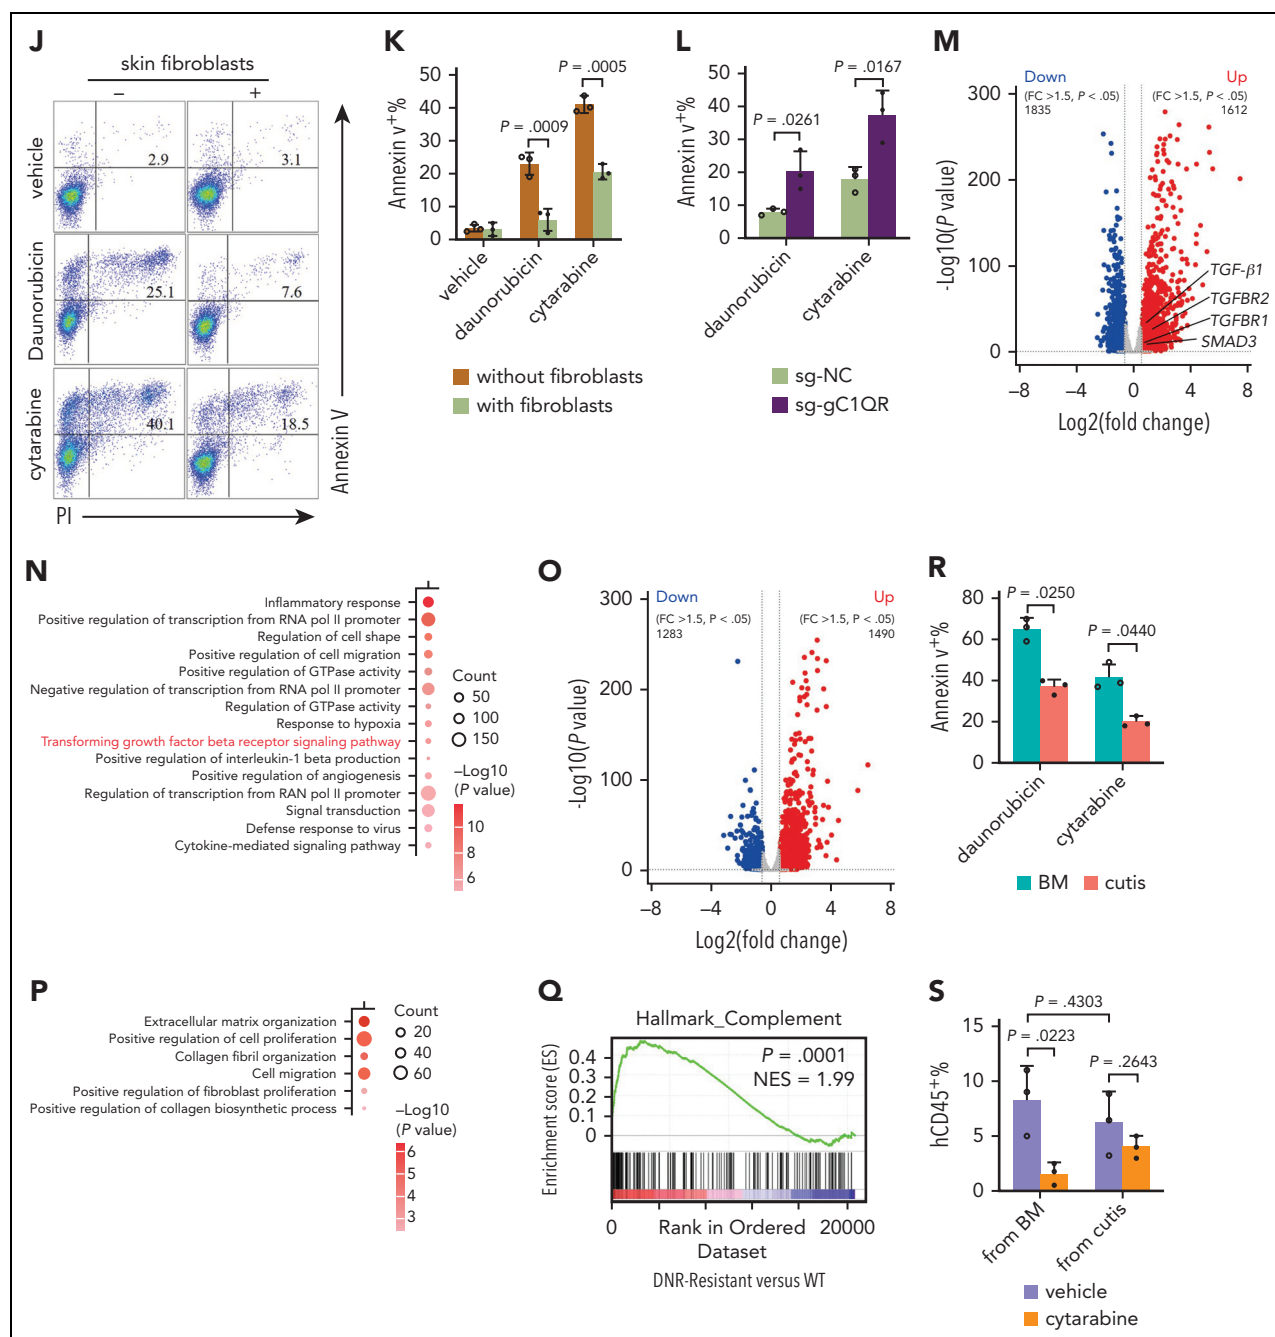 J
skin fibroblasts
− +
vehicle
2.9 3.1
Daunorubicin
25.1 7.6
cytarabine
40.1 18.5
PI
Annexin V
K
Annexin v+%
50
40
30
20
10
0
P = .0009
P = .0005
vehicle
daunorubicin
cytarabine
without fibroblasts
with fibroblasts
L
Annexin v+%
50
40
30
20
10
0
P = .0261
P = .0167
daunorubicin
cytarabine
sg-NC
sg-gC1QR
M
Down Up
(FC >1.5, P < .05) (FC >1.5, P < .05)
1835 1612
-Log10(P value)
300
200
100
0
TGF-β1
TGFBR2
TGFBR1
SMAD3
−8 −4 0 4 8
Log2(fold change)
N
Inflammatory response
Positive regulation of transcription from RNA pol II promoter
Regulation of cell shape
Positive regulation of cell migration
Positive regulation of GTPase activity
Negative regulation of transcription from RNA pol II promoter
Regulation of GTPase activity
Response to hypoxia
Transforming growth factor beta receptor signaling pathway
Positive regulation of interleukin-1 beta production
Positive regulation of angiogenesis
Regulation of transcription from RAN pol II promoter
Signal transduction
Defense response to virus
Cytokine-mediated signaling pathway
Count
50
100
150
−Log10
(P value)
10
8
6
O
Down Up
(FC >1.5, P < .05) (FC >1.5, P < .05)
1283 1490
-Log10(P value)
300
200
100
0
−8 −4 0 4 8
Log2(fold change)
R
Annexin v+%
80
60
40
20
0
P = .0250
P = .0440
daunorubicin
cytarabine
BM cutis
P
Extracellular matrix organization
Positive regulation of cell proliferation
Collagen fibril organization
Cell migration
Positive regulation of fibroblast proliferation
Positive regulation of collagen biosynthetic process
Count
20
40
60
−Log10
(P value)
6
5
4
3
Q
Hallmark_Complement
P = .0001
NES = 1.99
Enrichment score (ES)
0.4
0.3
0.2
0.1
0
0 Rank in Ordered 20000
Dataset
DNR-Resistant versus WT
S
P = .4303
P = .0223
P = .2643
hCD45+%
15
10
5
0
from BM
from cutis
vehicle
cytarabine